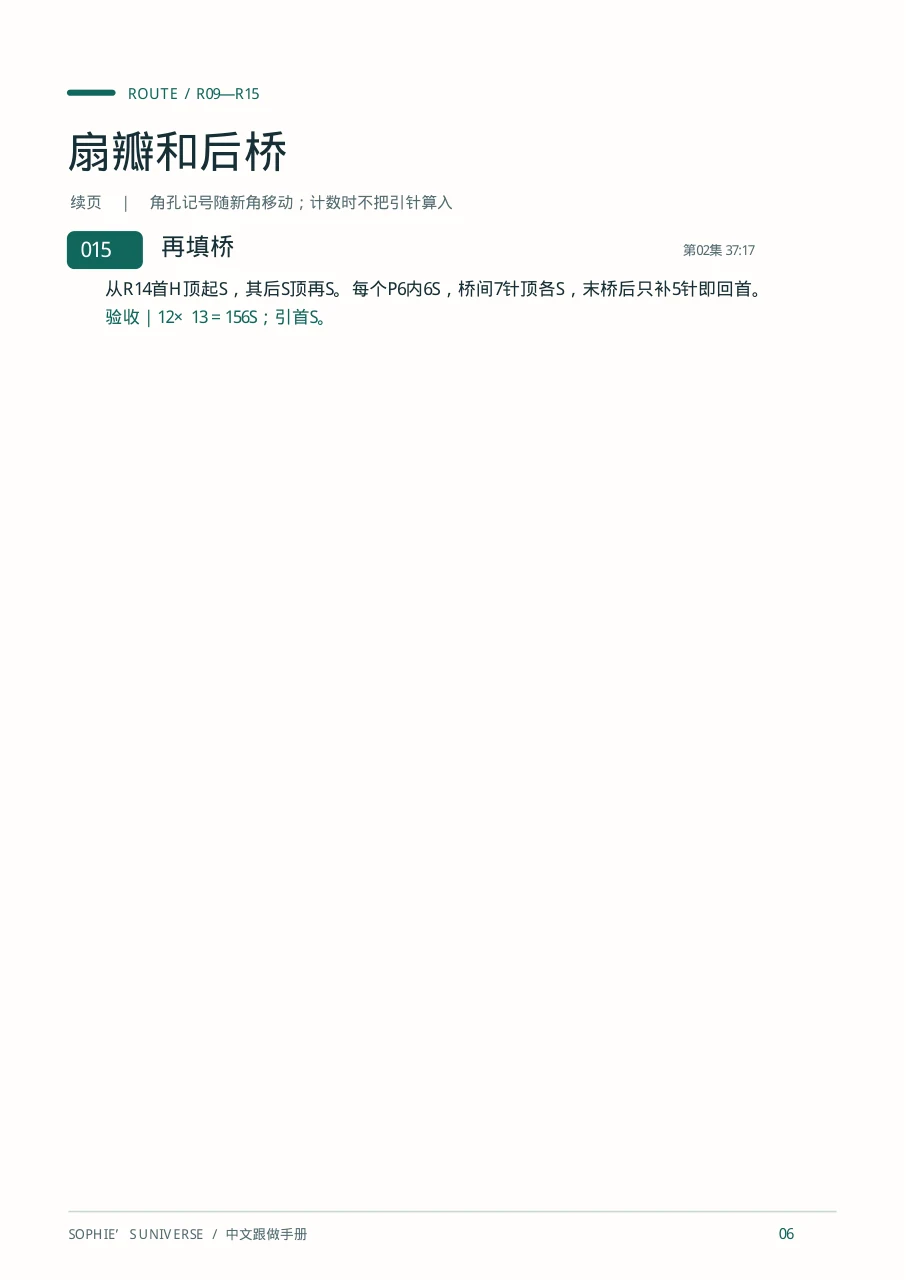 ROUTE / R09—R15
扇瓣和后桥
续页 | 角孔记号随新角移动；计数时不把引针算入
015 再填桥 第02集 37:17
从R14首H顶起S，其后S顶再S。每个P6内6S，桥间7针顶各S，末桥后只补5针即回首。
验收 | 12× 13 = 156S；引首S。
SOPHIE’ S UNIVERSE / 中文跟做手册 06